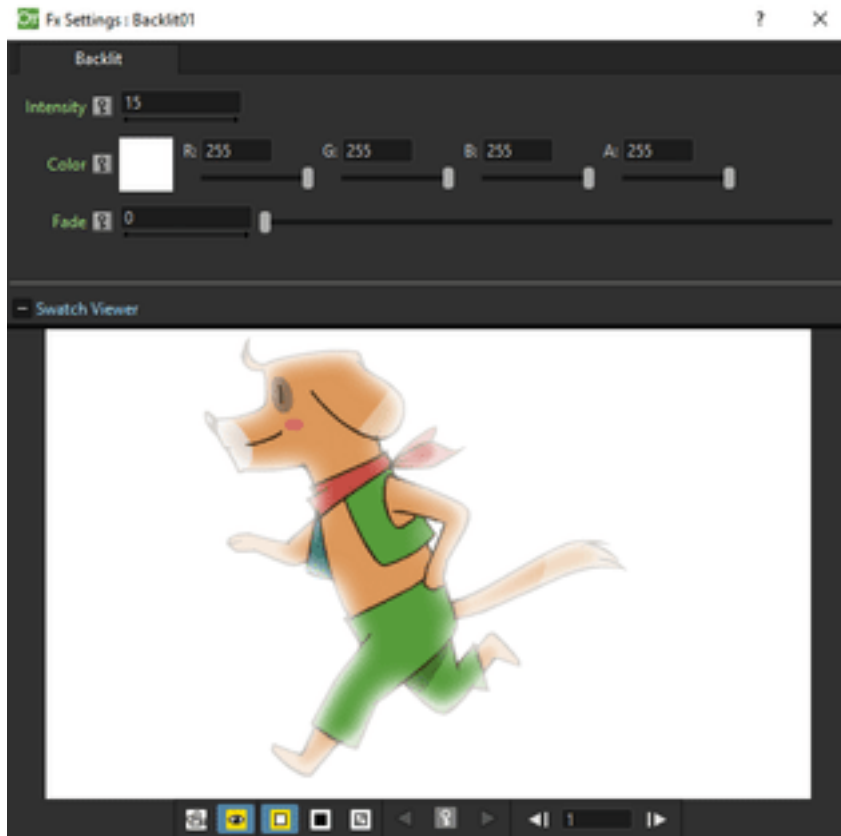 Fx Settings : Backlit01
Backlit
Intensity 15
Color R: 255 G: 255 B: 255 A: 255
Fade 0
Swatch Viewer
1